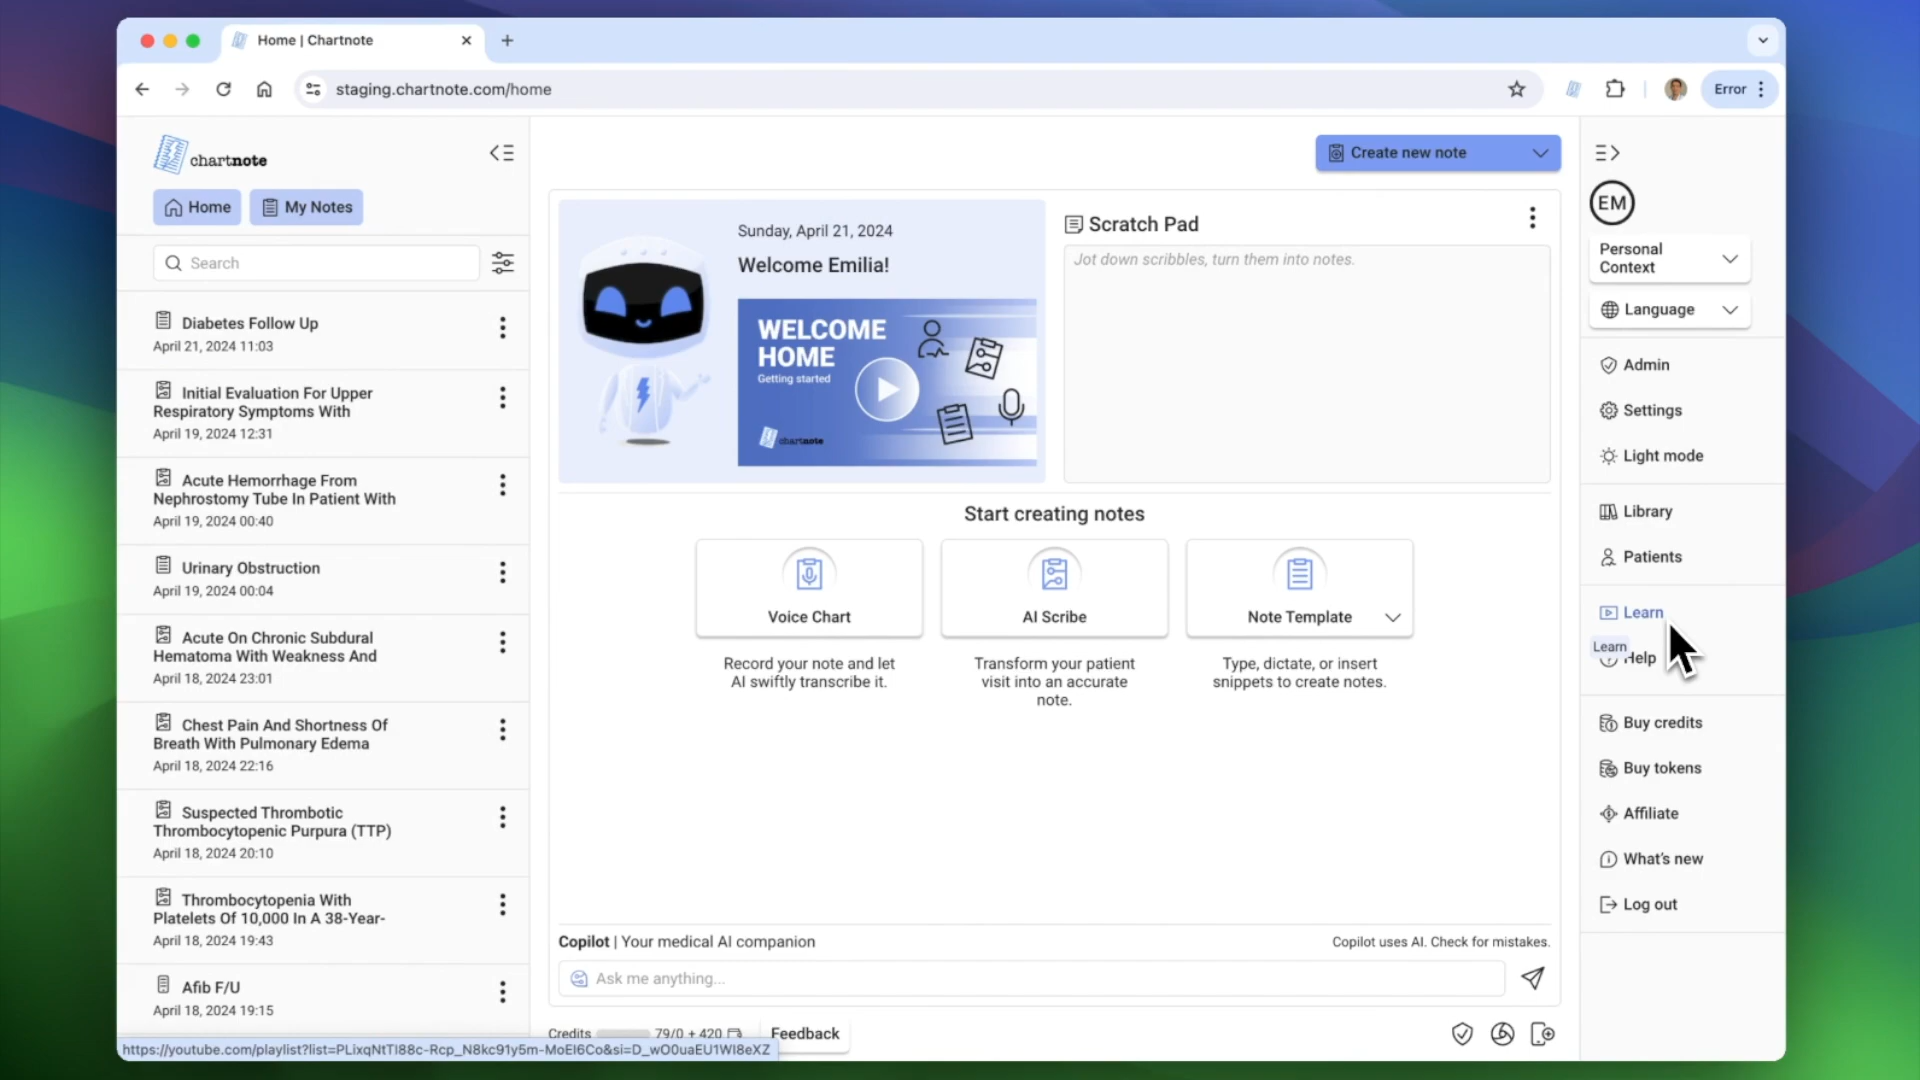 Home | Chartnote
staging.chartnote.com/home
Error
chartnote
Home
My Notes
Search
Diabetes Follow Up
April 21, 2024 11:03
Initial Evaluation For Upper
Respiratory Symptoms With
April 19, 2024 12:31
Acute Hemorrhage From
Nephrostomy Tube In Patient With
April 19, 2024 00:40
Urinary Obstruction
April 19, 2024 00:04
Acute On Chronic Subdural
Hematoma With Weakness And
April 18, 2024 23:01
Chest Pain And Shortness Of
Breath With Pulmonary Edema
April 18, 2024 22:16
Suspected Thrombotic
Thrombocytopenic Purpura (TTP)
April 18, 2024 20:10
Thrombocytopenia With
Platelets Of 10,000 In A 38-Year-
April 18, 2024 19:43
Afib F/U
April 18, 2024 19:15
https://youtube.com/playlist?list=PLixqNtTl88c-Rcp_N8kc91y5m-MoEl6Co&si=D_wO0uaEU1WI8eXZ
Create new note
Sunday, April 21, 2024
Welcome Emilia!
WELCOME
HOME
Getting started
chartnote
Scratch Pad
Jot down scribbles, turn them into notes.
Start creating notes
Voice Chart
Record your note and let
AI swiftly transcribe it.
AI Scribe
Transform your patient
visit into an accurate
note.
Note Template
Type, dictate, or insert
snippets to create notes.
Copilot | Your medical AI companion
Copilot uses AI. Check for mistakes.
Ask me anything...
Credits 79/0 + 420
Feedback
EM
Personal
Context
Language
Admin
Settings
Light mode
Library
Patients
Learn
Learn
Help
Buy credits
Buy tokens
Affiliate
What's new
Log out